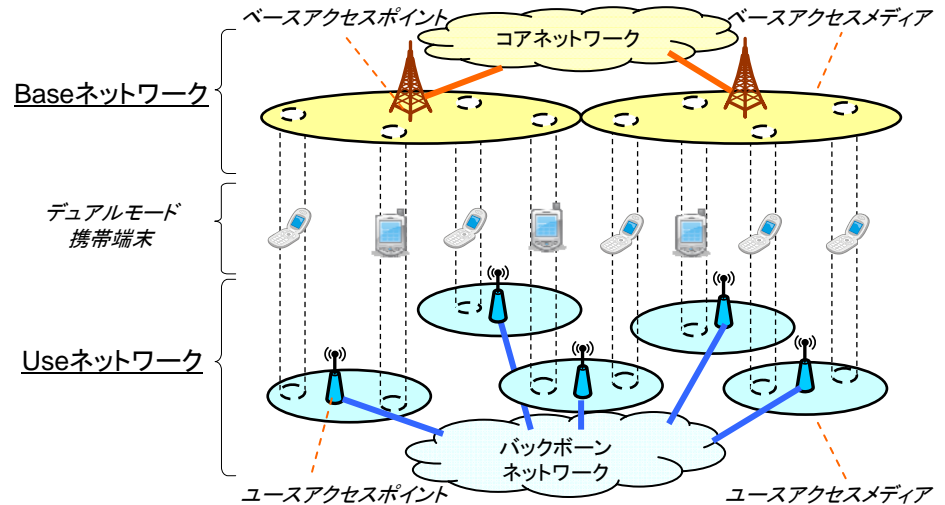 ベースアクセスポイント
ベースアクセスメディア
コアネットワーク
Baseネットワーク
デュアルモード
携帯端末
Useネットワーク
バックボーン
ネットワーク
ユースアクセスポイント
ユースアクセスメディア